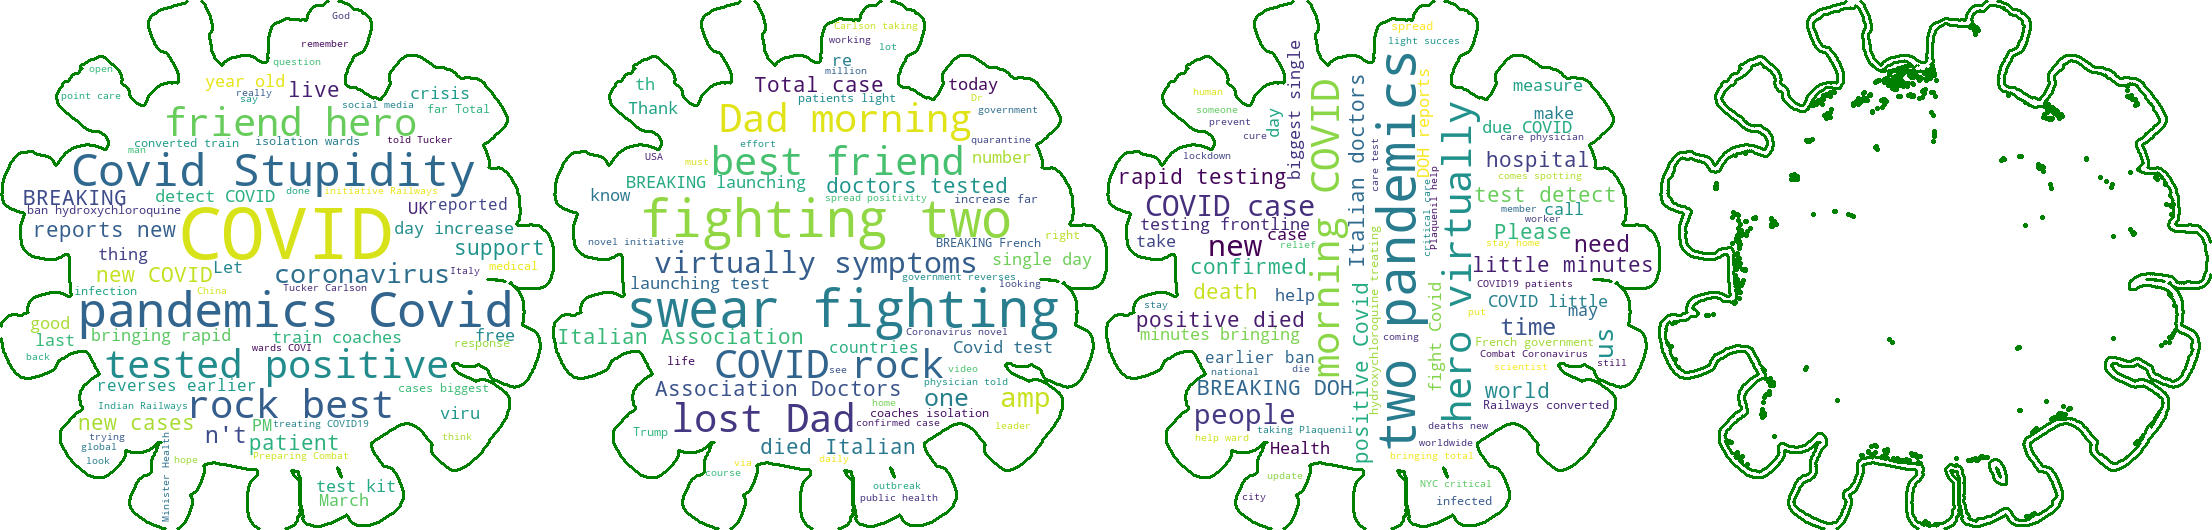 God
remember
question
open
year old
live
really
say
point care
social media
crisis
far Total
friend hero
converted train
isolation wards
told Tucker
man
Covid Stupidity
BREAKING
detect COVID
done
initiative Railways
ban hydroxychloroquine
UK
reported
COVID
reports new
day increase
support
thing
new COVID
Let
coronavirus
Italy
medical
infection
China
Tucker Carlson
pandemics Covid
good
last
bringing rapid
train coaches
free
response
back
wards COVI
tested positive
reverses earlier
cases biggest
Indian Railways
rock best
viru
new cases
n't
PM
treating COVID19
trying
global
patient
think
look
hope
Preparing Combat
Minister Health
test kit
March
Carlson taking
working
lot
re
million
th
Total case
today
Thank
patients light
Dr
government
Dad morning
effort
quarantine
USA
must
best friend
number
BREAKING launching
doctors tested
know
spread positivity
increase far
fighting two
novel initiative
BREAKING French
right
virtually symptoms
single day
launching test
government reverses
looking
swear fighting
Italian Association
Coronavirus novel
countries
Covid test
life
COVID rock
see
video
Association Doctors
physician told
one
amp
home
lost Dad
coaches isolation
confirmed case
leader
Trump
died Italian
via
daily
course
outbreak
public health
spread
light succes
biggest single
human
someone
prevent
cure
day
lockdown
COVID
morning
Italian doctors
positive Covid
care test
hydroxychloroquine treating
two pandemics
DOH reports
critical care
Plaquenil help
fight Covid
hero virtually
measure
make
due COVID
care physician
hospital
comes spotting
test detect
member
call
worker
Please
stay home
need
little minutes
COVID19 patients
rapid testing
COVID case
testing frontline
take
new
case
relief
confirmed
death
help
stay
positive died
minutes bringing
coming
COVID little
put
may
time
French government
us
Combat Coronavirus
still
scientist
earlier ban
national
die
BREAKING DOH
world
Railways converted
people
taking Plaquenil
deaths new
help ward
Health
worldwide
bringing total
update
city
NYC critical
infected